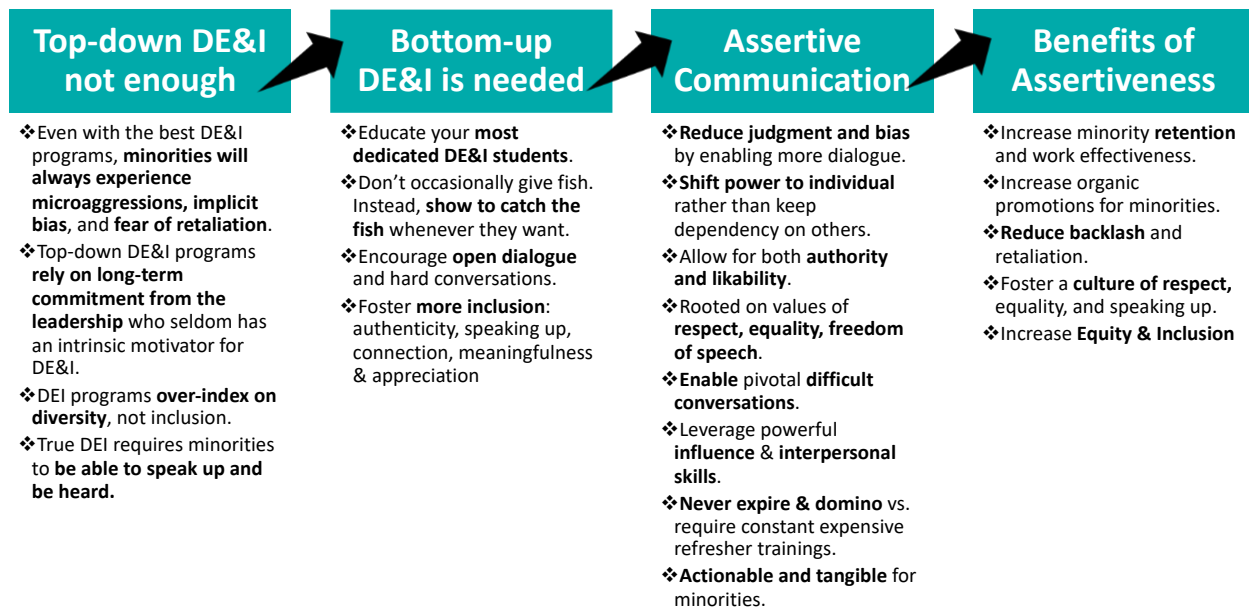 Top-down DE&I
not enough
❖Even with the best DE&I
programs, minorities will
always experience
microaggressions, implicit
bias, and fear of retaliation.
❖Top-down DE&I programs
rely on long-term
commitment from the
leadership who seldom has
an intrinsic motivator for
DE&I.
❖DEI programs over-index on
diversity, not inclusion.
❖True DEI requires minorities
to be able to speak up and
be heard.
Bottom-up
DE&I is needed
❖Educate your most
dedicated DE&I students.
❖Don’t occasionally give fish.
Instead, show to catch the
fish whenever they want.
❖Encourage open dialogue
and hard conversations.
❖Foster more inclusion:
authenticity, speaking up,
connection, meaningfulness
& appreciation
Assertive
Communication
❖Reduce judgment and bias
by enabling more dialogue.
❖Shift power to individual
rather than keep
dependency on others.
❖Allow for both authority
and likability.
❖Rooted on values of
respect, equality, freedom
of speech.
❖Enable pivotal difficult
conversations.
❖Leverage powerful
influence & interpersonal
skills.
❖Never expire & domino vs.
require constant expensive
refresher trainings.
❖Actionable and tangible for
minorities.
Benefits of
Assertiveness
❖Increase minority retention
and work effectiveness.
❖Increase organic
promotions for minorities.
❖Reduce backlash and
retaliation.
❖Foster a culture of respect,
equality, and speaking up.
❖Increase Equity & Inclusion